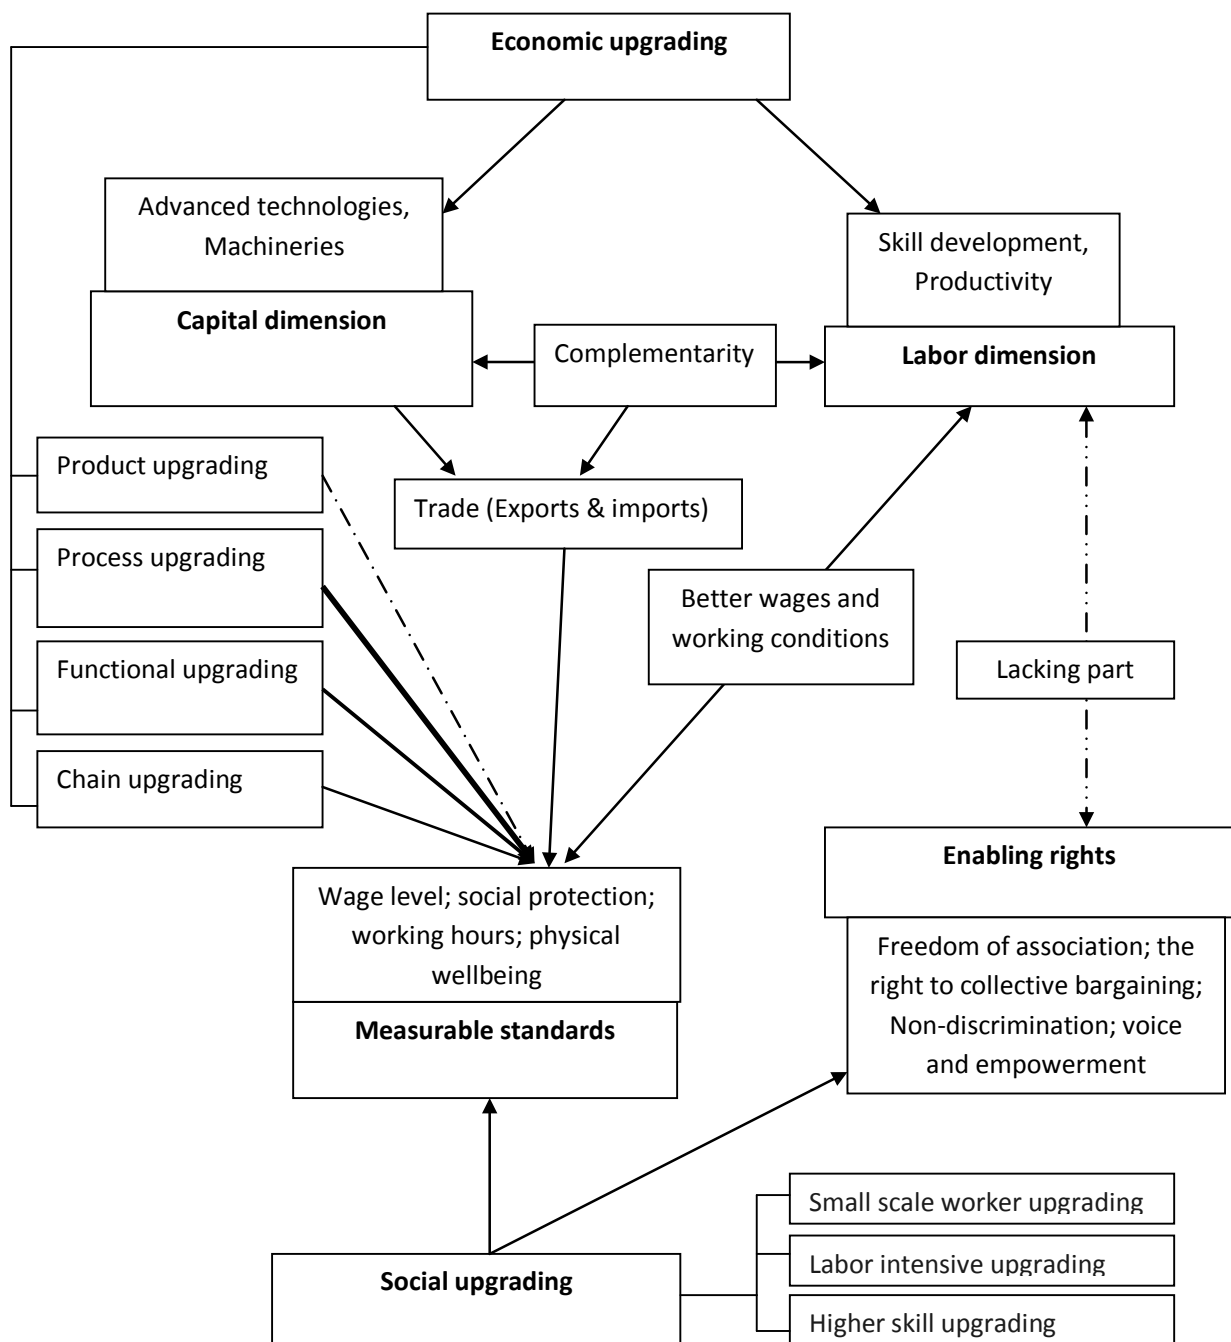 Economic upgrading
Advanced technologies,
Machineries
Capital dimension
Skill development,
Productivity
Labor dimension
Complementarity
Product upgrading
Trade (Exports & imports)
Process upgrading
Better wages and
working conditions
Functional upgrading
Lacking part
Chain upgrading
Enabling rights
Wage level; social protection;
working hours; physical
wellbeing
Measurable standards
Freedom of association; the
right to collective bargaining;
Non-discrimination; voice
and empowerment
Social upgrading
Small scale worker upgrading
Labor intensive upgrading
Higher skill upgrading